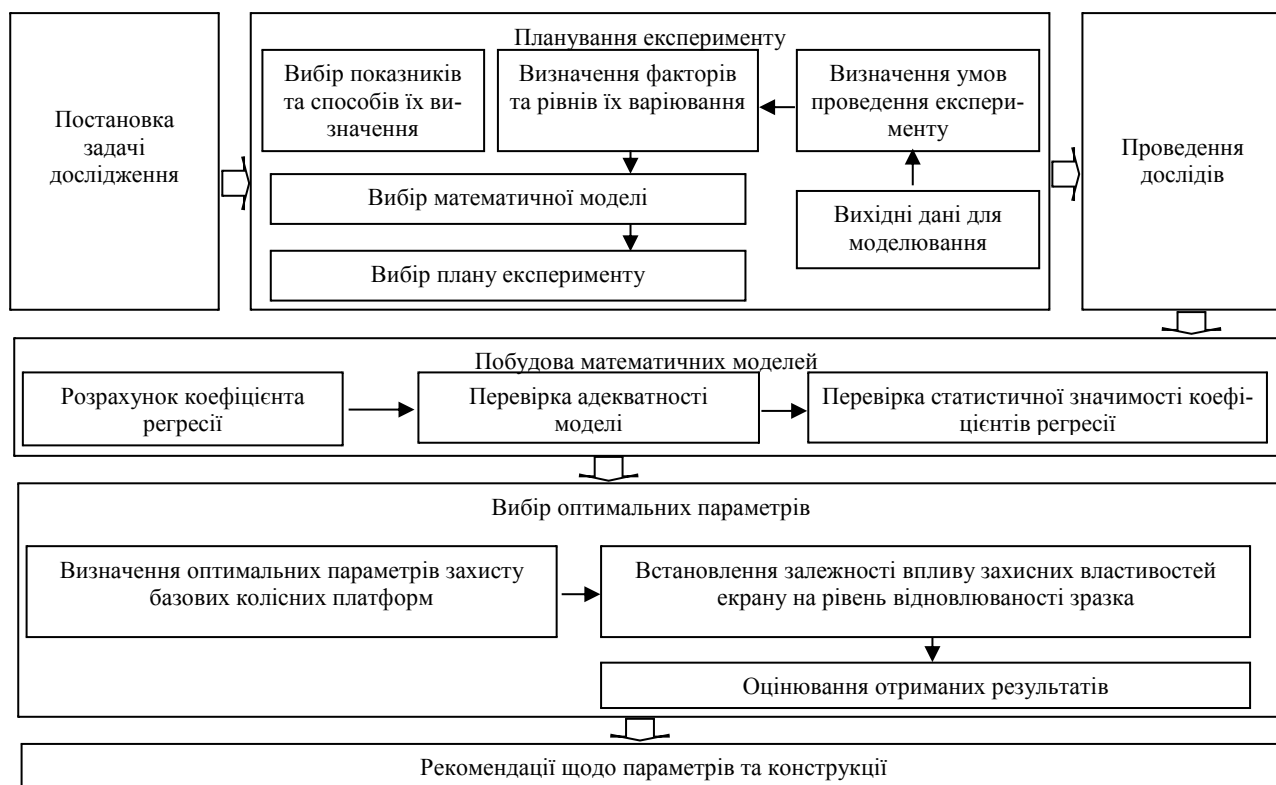 Постановка
задачі
дослідження
Планування експерименту
Вибір показників
та способів їх ви-
значення
Визначення факторів
та рівнів їх варіювання
Визначення умов
проведення експери-
менту
Вибір математичної моделі
Вихідні дані для
моделювання
Вибір плану експерименту
Проведення
дослідів
Побудова математичних моделей
Розрахунок коефіцієнта
регресії
Перевірка адекватності
моделі
Перевірка статистичної значимості коефі-
цієнтів регресії
Вибір оптимальних параметрів
Визначення оптимальних параметрів захисту
базових колісних платформ
Встановлення залежності впливу захисних властивостей
екрану на рівень відновлюваності зразка
Оцінювання отриманих результатів
Рекомендації щодо параметрів та конструкції